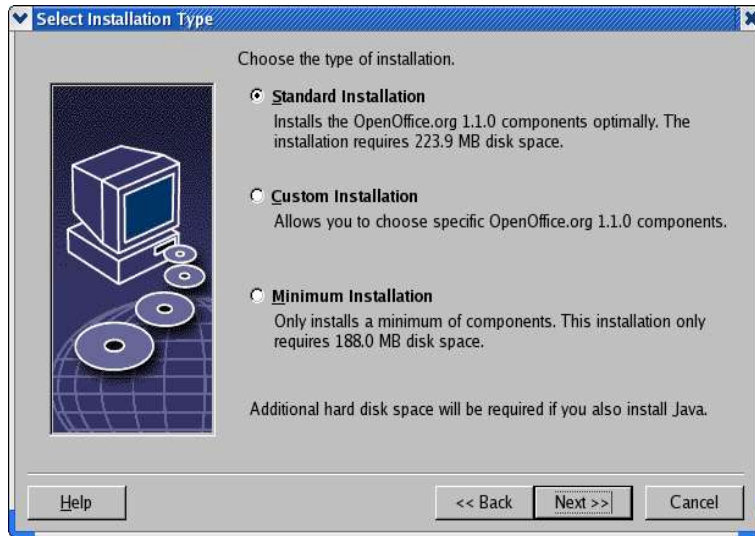 Select Installation Type
Choose the type of installation.
Standard Installation
Installs the OpenOffice.org 1.1.0 components optimally. The
installation requires 223.9 MB disk space.
Custom Installation
Allows you to choose specific OpenOffice.org 1.1.0 components.
Minimum Installation
Only installs a minimum of components. This installation only
requires 188.0 MB disk space.
Additional hard disk space will be required if you also install Java.
Help
<< Back
Next >>
Cancel